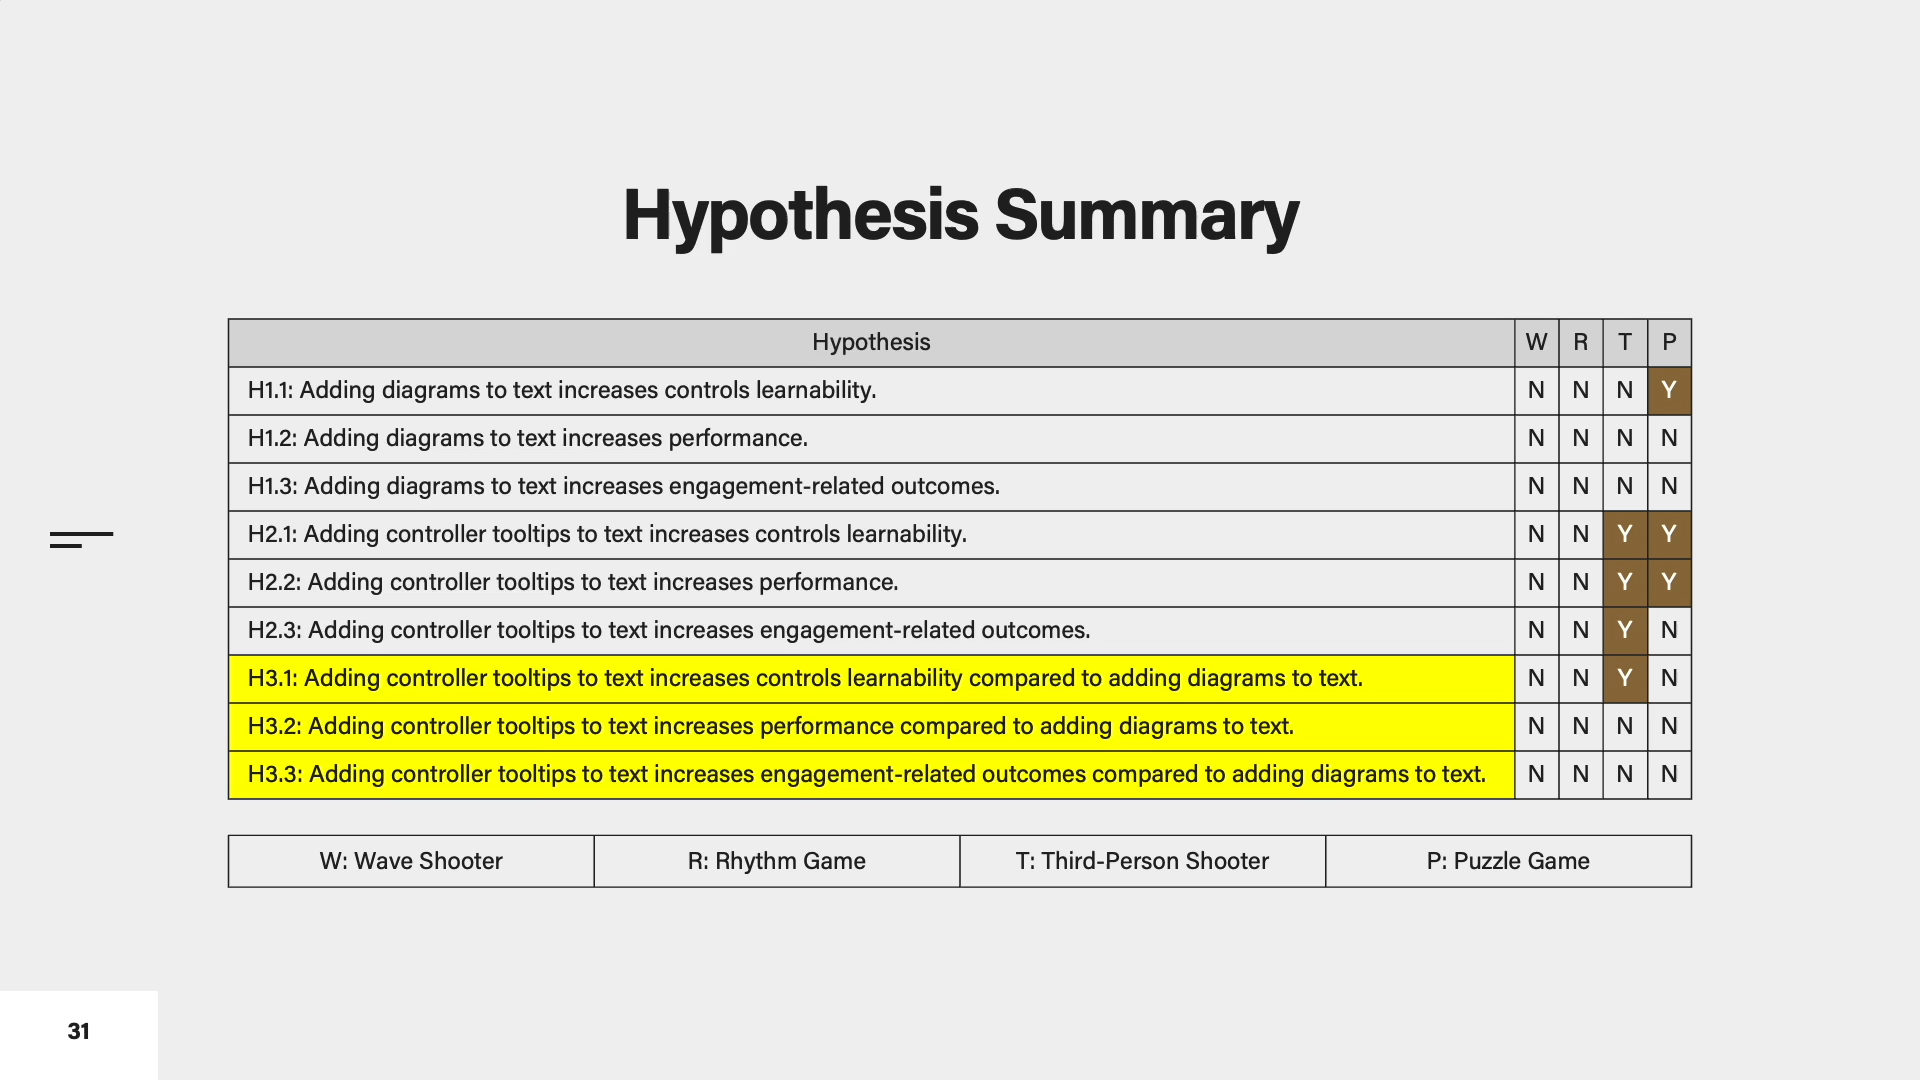 Hypothesis Summary
Hypothesis W R T P
H1.1: Adding diagrams to text increases controls learnability. N N N Y
H1.2: Adding diagrams to text increases performance. N N N N
H1.3: Adding diagrams to text increases engagement-related outcomes. N N N N
H2.1: Adding controller tooltips to text increases controls learnability. N N Y Y
H2.2: Adding controller tooltips to text increases performance. N N Y Y
H2.3: Adding controller tooltips to text increases engagement-related outcomes. N N Y N
H3.1: Adding controller tooltips to text increases controls learnability compared to adding diagrams to text. N N Y N
H3.2: Adding controller tooltips to text increases performance compared to adding diagrams to text. N N N N
H3.3: Adding controller tooltips to text increases engagement-related outcomes compared to adding diagrams to text. N N N N
W: Wave Shooter R: Rhythm Game T: Third-Person Shooter P: Puzzle Game
31